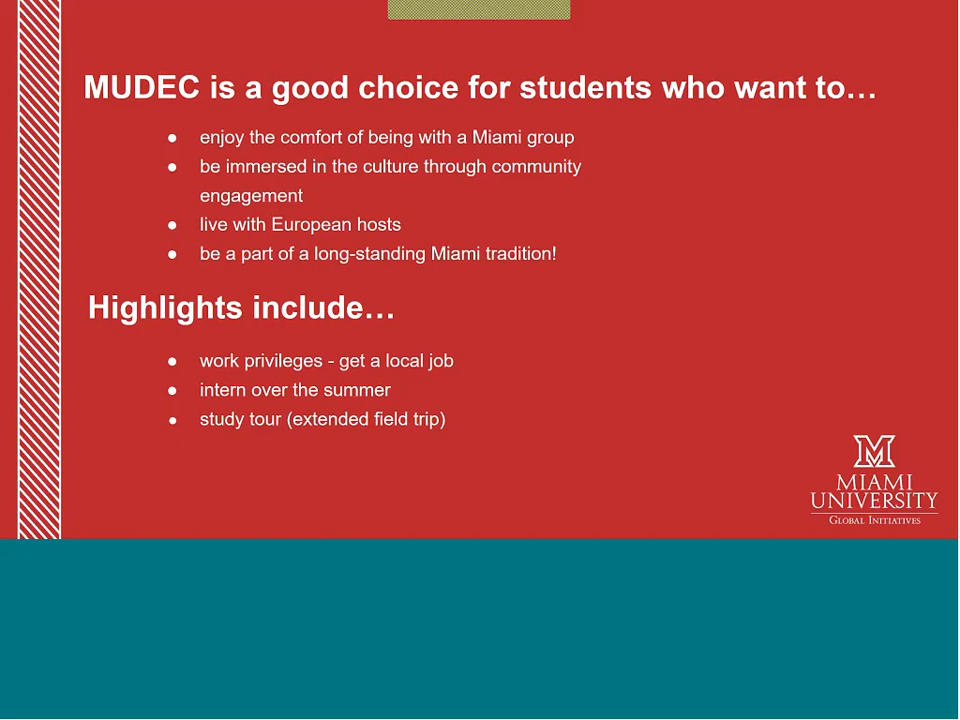 MUDEC is a good choice for students who want to…
● enjoy the comfort of being with a Miami group
● be immersed in the culture through community
engagement
● live with European hosts
● be a part of a long-standing Miami tradition!
Highlights include…
● work privileges - get a local job
● intern over the summer
● study tour (extended field trip)
M
MIAMI
UNIVERSITY
GLOBAL INITIATIVES